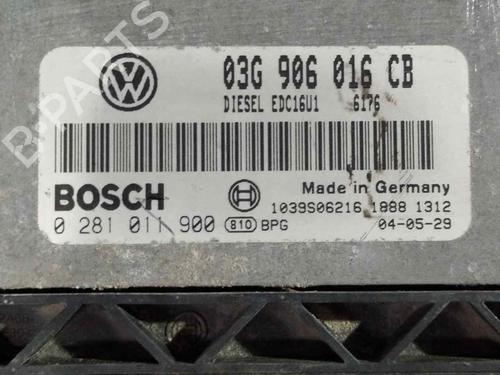 03G 906 016 CB
DIESEL EDC16U1 6176
BOSCH
Made in Germany
0 281 011 900 810 BPG
1039S06216 1888 1312
04-05-29
B-PARTS